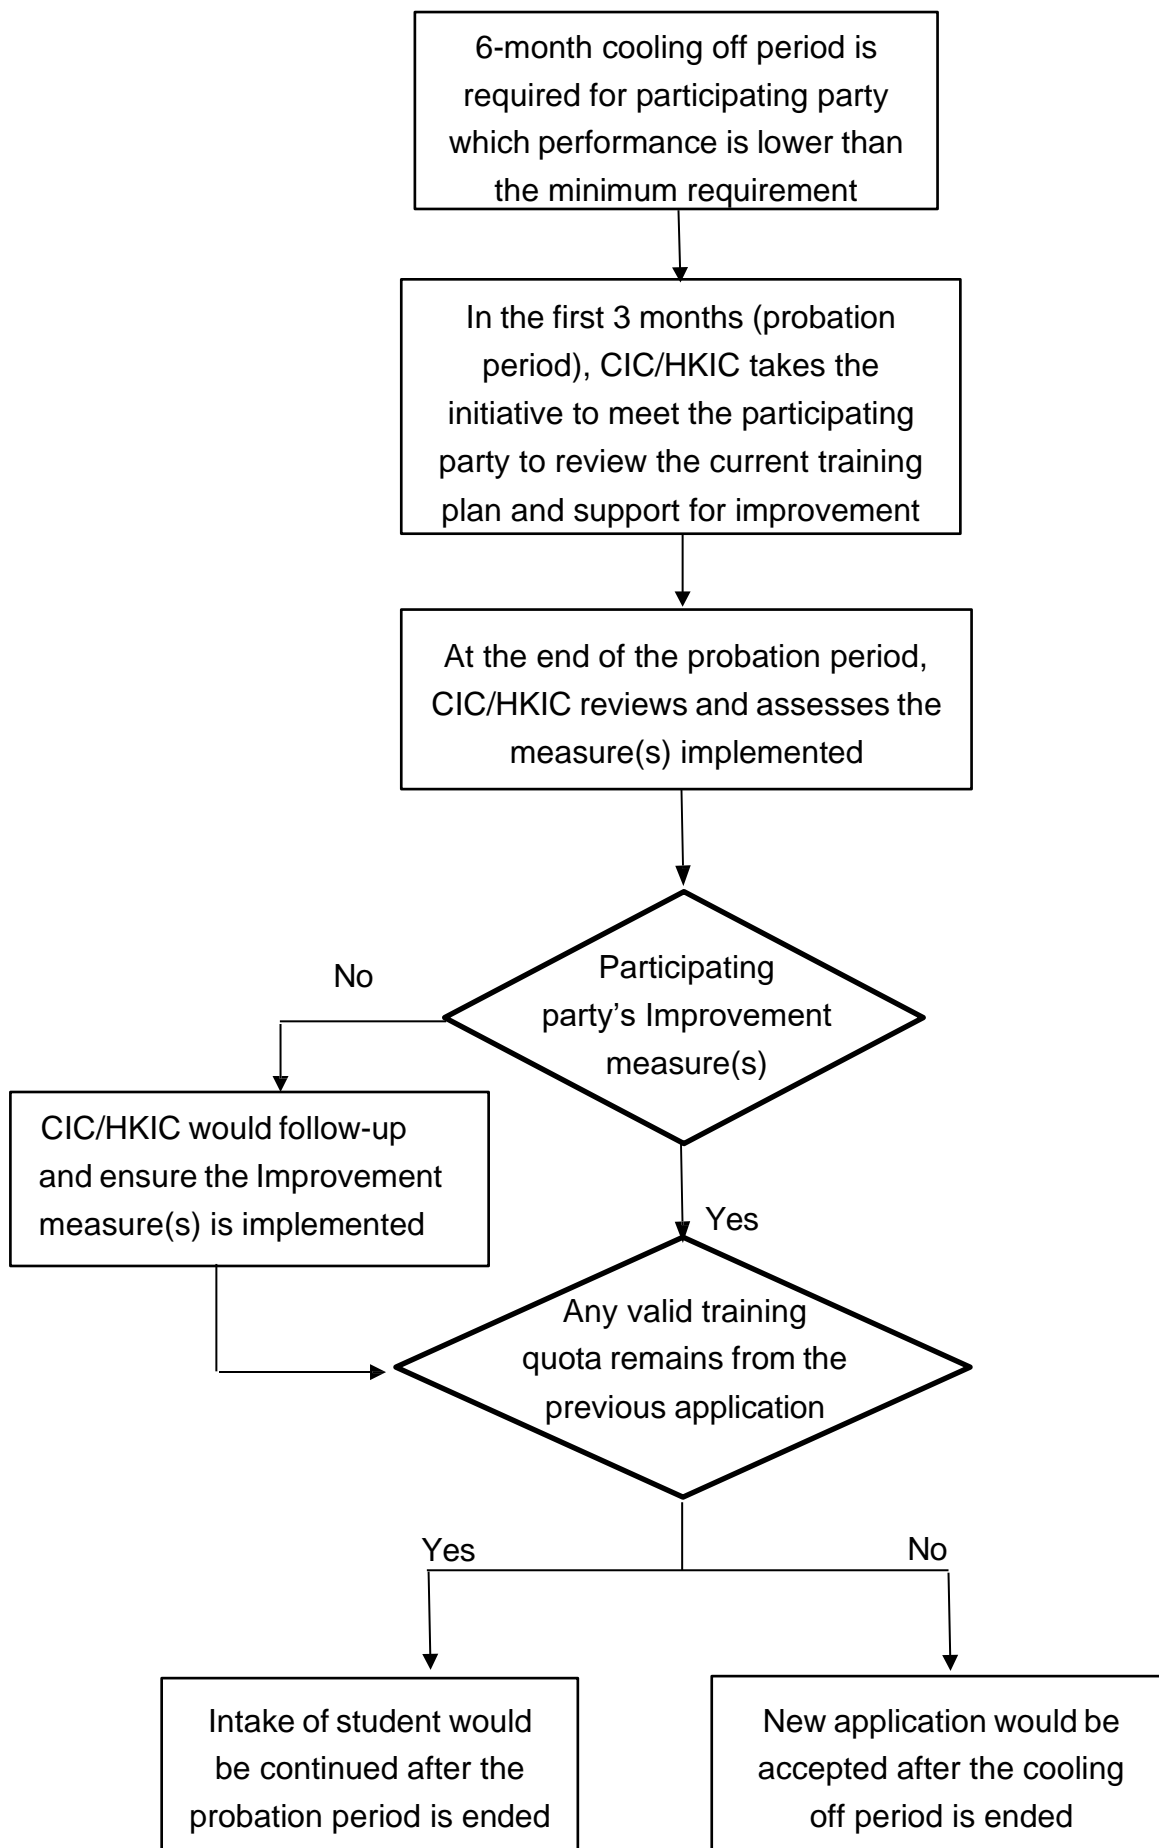 6-month cooling off period is
required for participating party
which performance is lower than
the minimum requirement
In the first 3 months (probation
period), CIC/HKIC takes the
initiative to meet the participating
party to review the current training
plan and support for improvement
At the end of the probation period,
CIC/HKIC reviews and assesses the
measure(s) implemented
Participating
party’s Improvement
measure(s)
No
CIC/HKIC would follow-up
and ensure the Improvement
measure(s) is implemented
Yes
Any valid training
quota remains from the
previous application
Yes
No
Intake of student would
be continued after the
probation period is ended
New application would be
accepted after the cooling
off period is ended